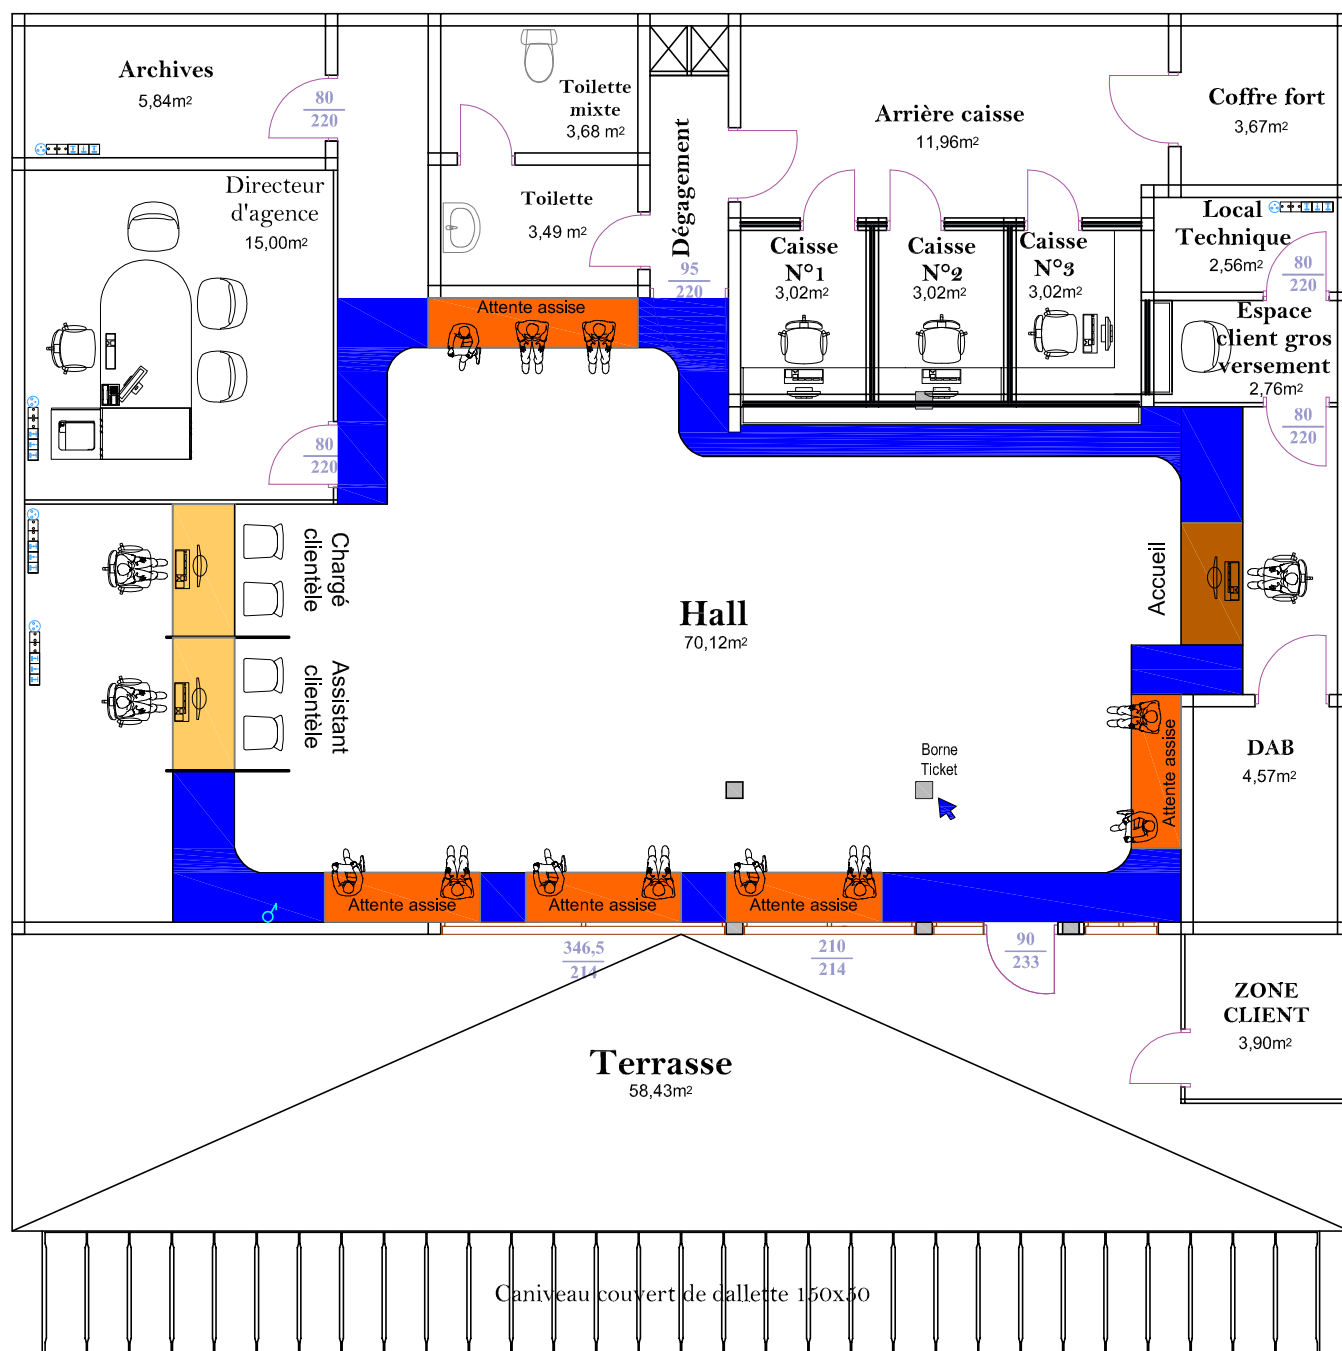 Archives
5,84m²
80
220
Toilette
mixte
3,68 m²
Arrière caisse
11,96m²
Coffre fort
3,67m²
Directeur
d'agence
15,00m²
Toilette
3,49 m²
Dégagement
95
220
Caisse
N°1
3,02m²
Caisse
N°2
3,02m²
Caisse
N°3
3,02m²
Local
Technique
2,56m²
80
220
Espace
client gros
versement
2,76m²
80
220
Attente assise
80
220
Chargé
clientèle
Assistant
clientèle
Hall
70,12m²
Accueil
Borne
Ticket
Attente assise
DAB
4,57m²
Attente assise
Attente assise
Attente assise
346,5
214
210
214
90
233
ZONE
CLIENT
3,90m²
Terrasse
58,43m²
Caniveau couvert de dallette 150x50